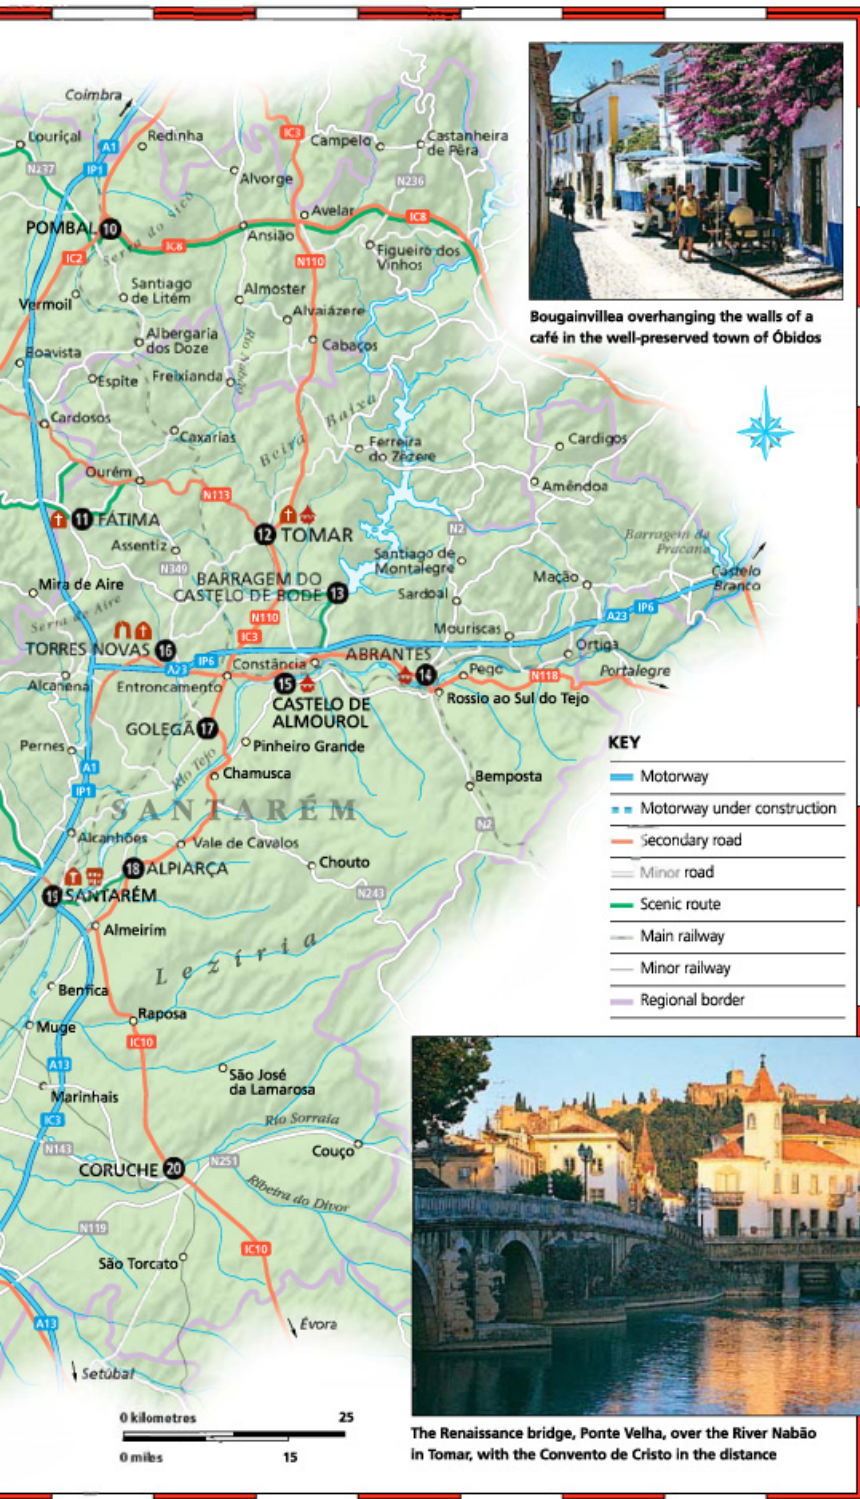 Coimbra
Louriçal
A1
Redinha
IC3
Campelo
Castanheira
de Pêra
N237
IP1
Alvorge
N236
Serra do Sicó
Avelar
IC8
POMBAL 10
IC8
Ansião
IC2
N110
Figueiro dos
Vinhos
Santiago
de Litém
Almoster
Vermoil
Alvaiázere
Bougainvillea overhanging the walls of a
café in the well-preserved town of Óbidos
Albergaria
dos Doze
Cabaços
Boavista
Rio Nabão
Espite
Freixianda
Cardosos
Caxarias
Beira Baixa
Ferreira
do Zêzere
Cardigos
Ourém
N113
Amêndoa
11 FÁTIMA
12 TOMAR
N2
Assentiz
Santiago de
Montalegre
Barragem da
Pracana
N349
BARRAGEM DO
CASTELO DE BODE 13
Mação
Castelo
Branco
Mira de Aire
Sardoal
Serra de Aire
N110
IC3
Mouriscas
A23
IP6
TORRES NOVAS 16
IP6
A23
Constância
ABRANTES
14
Ortiga
Pego
N118
Portalegre
Alcanena
Entroncamento
15
CASTELO DE
ALMOUROL
Rossio ao Sul do Tejo
GOLEGÃ 17
Pinheiro Grande
Pernes
A1
Rio Tejo
Chamusca
Bemposta
IP1
SANTARÉM
N2
Alcanhões
Vale de Cavalos
Chouto
18 ALPIARÇA
N243
19 SANTARÉM
Almeirim
Lezíria
Benfica
Raposa
Muge
IC10
A13
São José
da Lamarosa
Marinhais
IC3
Rio Sorraia
N143
Couço
CORUCHE 20
N251
Ribeira do Divor
N119
IC10
São Torcato
A13
Évora
Setúbal
KEY
Motorway
Motorway under construction
Secondary road
Minor road
Scenic route
Main railway
Minor railway
Regional border
0 kilometres 25
0 miles 15
The Renaissance bridge, Ponte Velha, over the River Nabão
in Tomar, with the Convento de Cristo in the distance